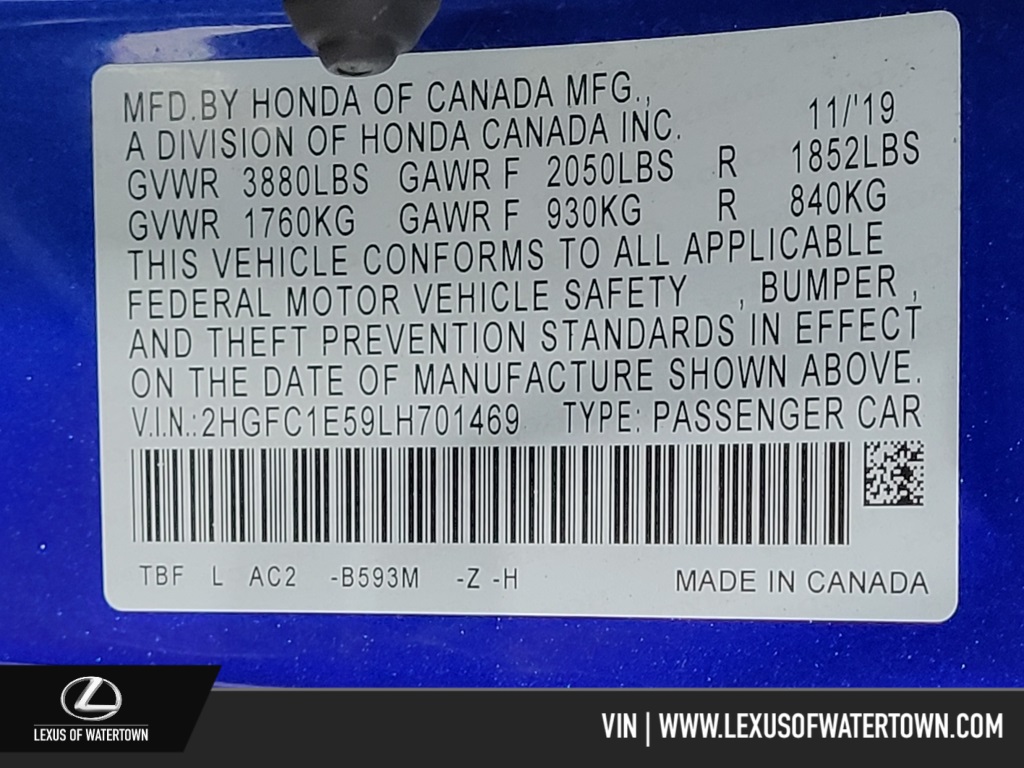 MFD.BY HONDA OF CANADA MFG.,
A DIVISION OF HONDA CANADA INC. 11/'19
GVWR 3880LBS GAWR F 2050LBS R 1852LBS
GVWR 1760KG GAWR F 930KG R 840KG
THIS VEHICLE CONFORMS TO ALL APPLICABLE
FEDERAL MOTOR VEHICLE SAFETY , BUMPER ,
AND THEFT PREVENTION STANDARDS IN EFFECT
ON THE DATE OF MANUFACTURE SHOWN ABOVE.
V.I.N.:2HGFC1E59LH701469 TYPE: PASSENGER CAR
TBF L AC2 -B593M -Z -H MADE IN CANADA
LEXUS OF WATERTOWN
VIN | WWW.LEXUSOFWATERTOWN.COM